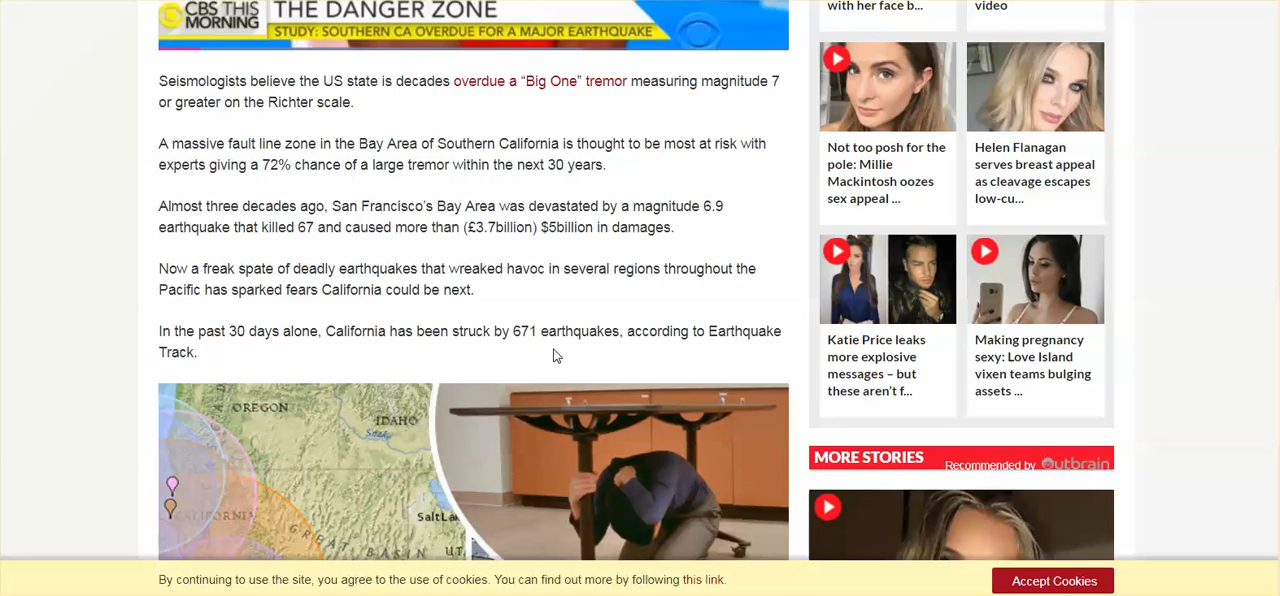 CBS THIS
MORNING
THE DANGER ZONE
STUDY: SOUTHERN CA OVERDUE FOR A MAJOR EARTHQUAKE
Seismologists believe the US state is decades overdue a “Big One” tremor measuring magnitude 7
or greater on the Richter scale.
A massive fault line zone in the Bay Area of Southern California is thought to be most at risk with
experts giving a 72% chance of a large tremor within the next 30 years.
Almost three decades ago, San Francisco’s Bay Area was devastated by a magnitude 6.9
earthquake that killed 67 and caused more than (£3.7billion) $5billion in damages.
Now a freak spate of deadly earthquakes that wreaked havoc in several regions throughout the
Pacific has sparked fears California could be next.
In the past 30 days alone, California has been struck by 671 earthquakes, according to Earthquake
Track.
OREGON
IDAHO
Snake
CALIFORNIA
GREAT BASIN
Salt La
UT
with her face b...
video
Not too posh for the
pole: Millie
Mackintosh oozes
sex appeal ...
Helen Flanagan
serves breast appeal
as cleavage escapes
low-cu...
Katie Price leaks
more explosive
messages – but
these aren’t f...
Making pregnancy
sexy: Love Island
vixen teams bulging
assets ...
MORE STORIES
Recommended by Outbrain
By continuing to use the site, you agree to the use of cookies. You can find out more by following this link.
Accept Cookies